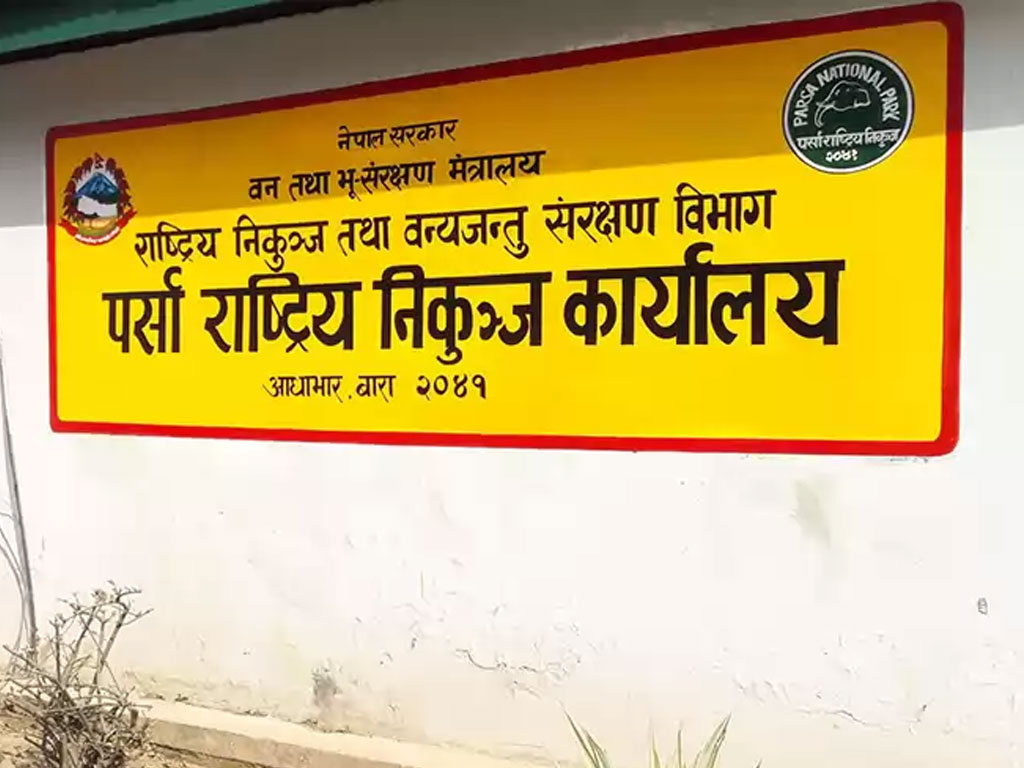 नेपाल सरकार
वन तथा भू-संरक्षण मंत्रालय
राष्ट्रिय निकुञ्ज तथा वन्यजन्तु संरक्षण विभाग
पर्सा राष्ट्रिय निकुञ्ज कार्यालय
आधाभार, बारा २०४१
PARSA NATIONAL PARK
पर्सा राष्ट्रिय निकुञ्ज
२०४१